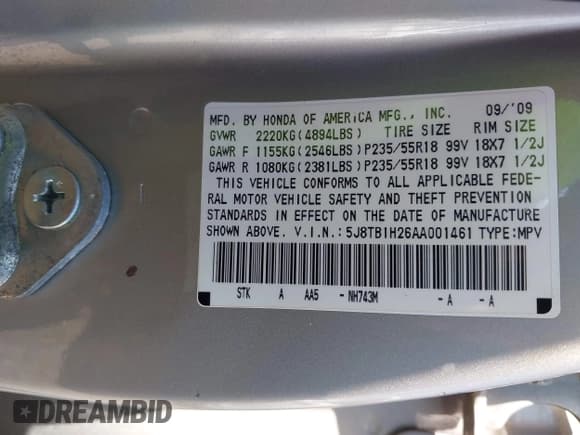 MFD. BY HONDA OF AMERICA MFG., INC. 09/'09
GVWR 2220KG(4894LBS) TIRE SIZE RIM SIZE
GAWR F 1155KG(2546LBS)P235/55R18 99V 18X7 1/2J
GAWR R 1080KG(2381LBS)P235/55R18 99V 18X7 1/2J
THIS VEHICLE CONFORMS TO ALL APPLICABLE FEDE-
RAL MOTOR VEHICLE SAFETY AND THEFT PREVENTION
STANDARDS IN EFFECT ON THE DATE OF MANUFACTURE
SHOWN ABOVE. V.I.N.:5J8TB1H26AA001461 TYPE:MPV
STK A AA5 - NH743M - A - A
DREAMBID